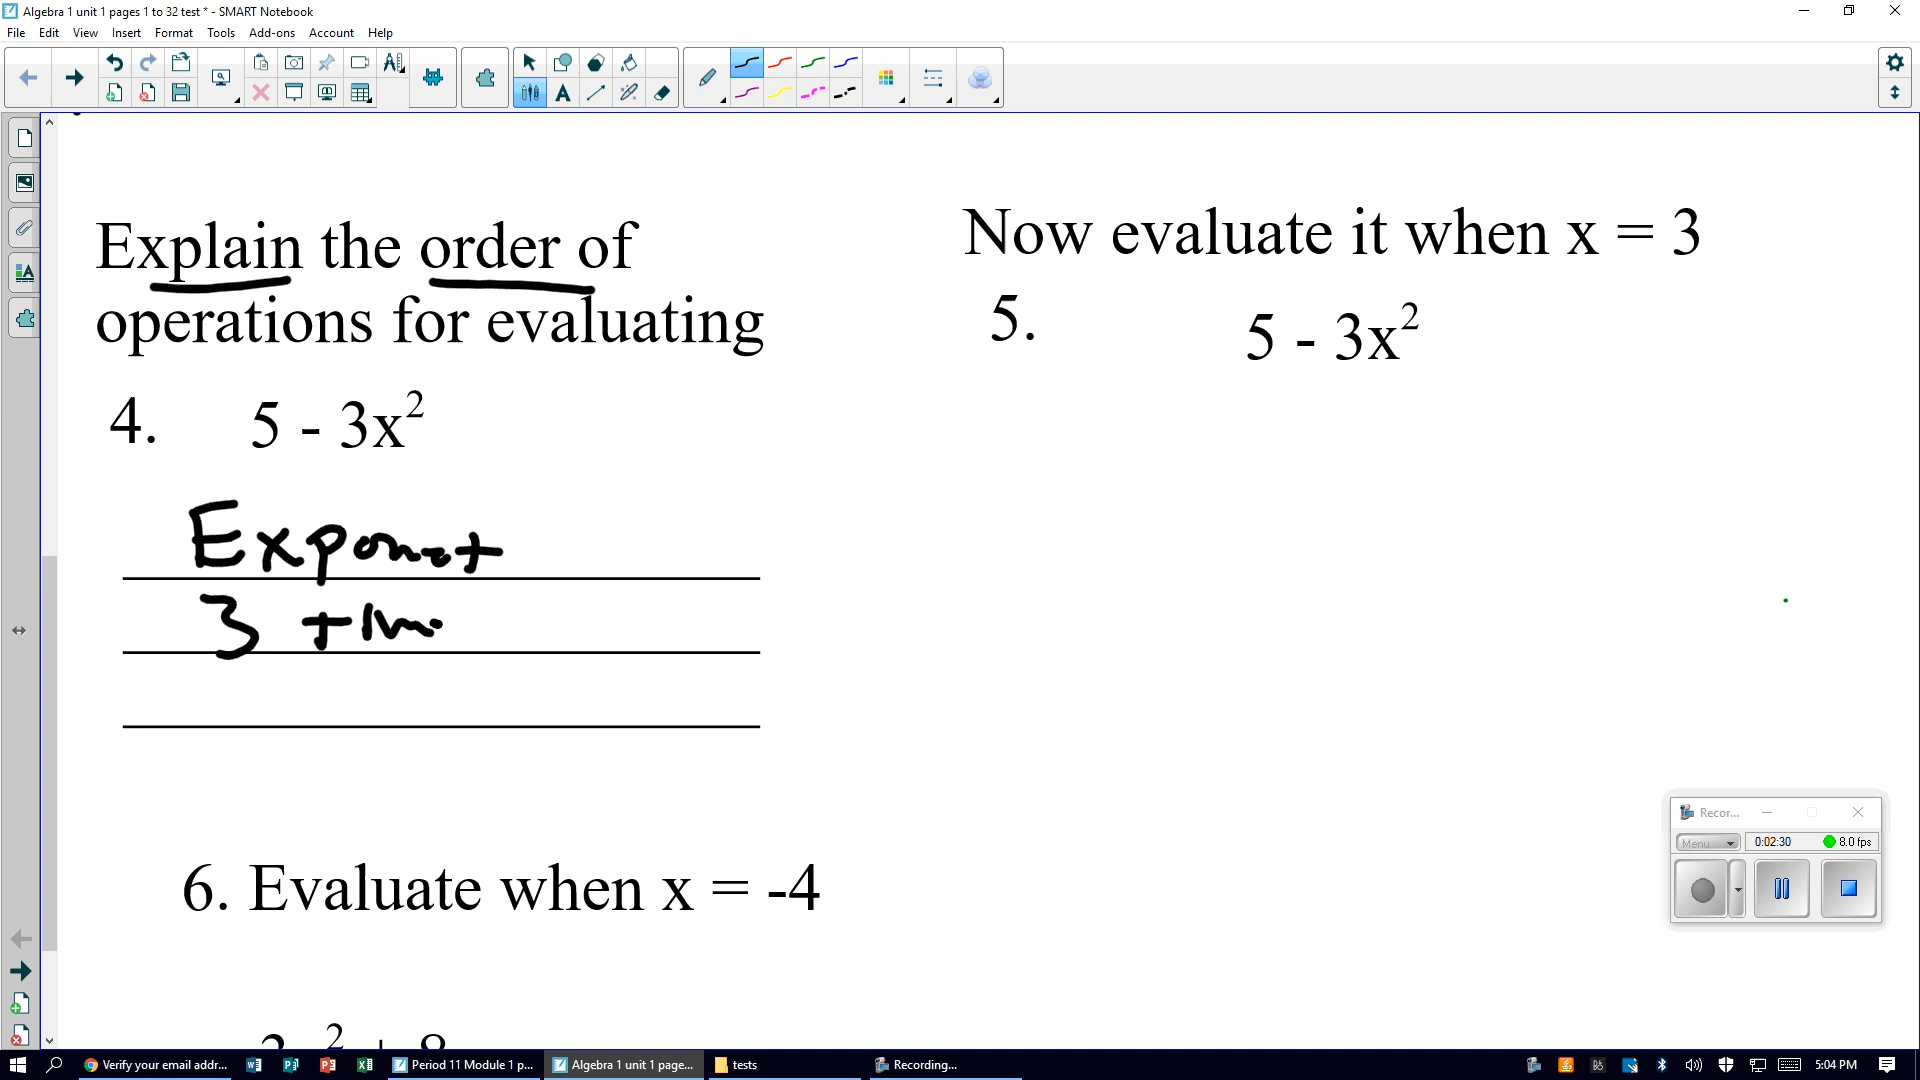 Algebra 1 unit 1 pages 1 to 32 test * - SMART Notebook
File Edit View Insert Format Tools Add-ons Account Help
Explain the order of
operations for evaluating
4. 5 - 3x²
Exponet
3
Now evaluate it when x = 3
5. 5 - 3x²
6. Evaluate when x = -4
Recor...
Menu 0:02:30 8.0 fps
Verify your email addr... Period 11 Module 1 p... Algebra 1 unit 1 page... tests Recording... 5:04 PM